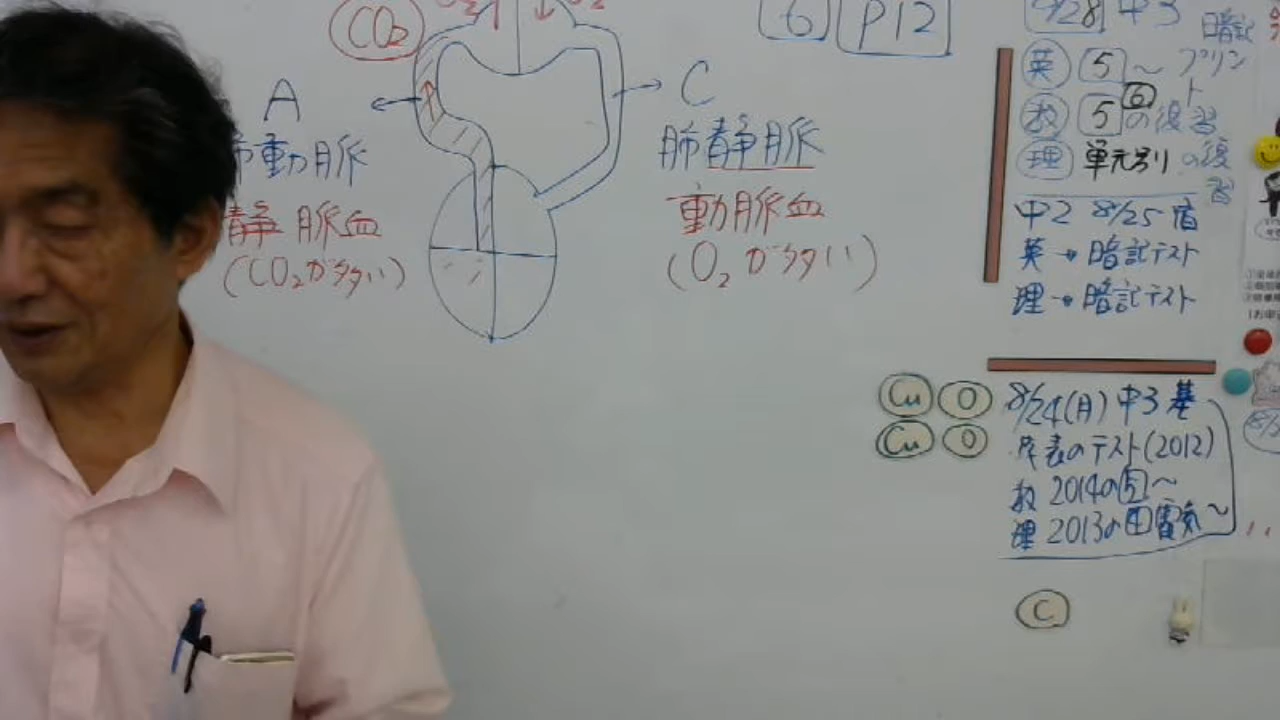 CO₂
6 P12
A
肺動脈
静脈血
(CO₂が多い)
C
肺静脈
動脈血
(O₂が多い)
中3
暗記
プリント
英 5〜
6
数 5の復習
理 単元別の復習
中2 8/25 宿
英→暗記テスト
理→暗記テスト
Cu O
Cu O
8/24(月)中3 基
表のテスト(2012)
数 2014の5〜
理 2013の 電気〜
C